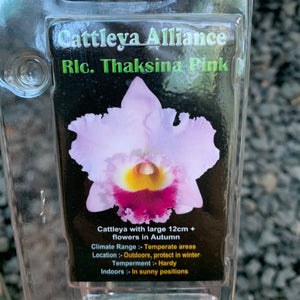 Cattleya Alliance
Rlc. Thaksina Pink
Cattleya with large 12cm +
flowers in Autumn
Climate Range :- Temperate areas
Location :- Outdoors, protect in winter
Temperment :- Hardy
Indoors :- In sunny positions